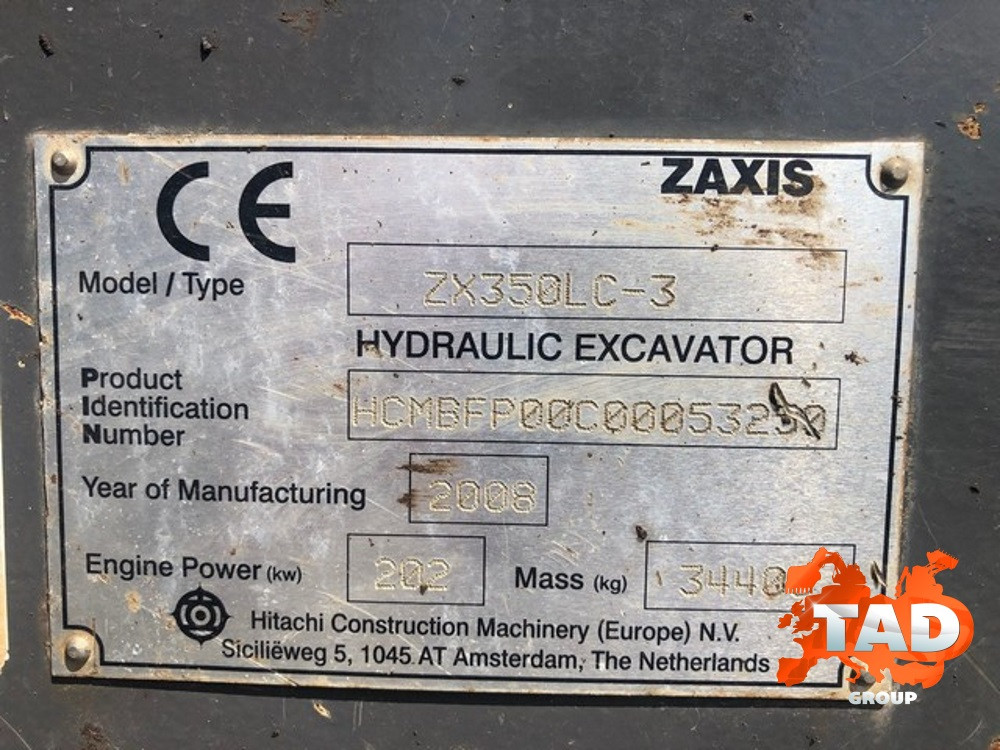 CE
ZAXIS
Model / Type ZX350LC-3
HYDRAULIC EXCAVATOR
Product
Identification
Number
Year of Manufacturing 2008
Engine Power (kw) 202 Mass (kg)
Hitachi Construction Machinery (Europe) N.V.
Siciliëweg 5, 1045 AT Amsterdam, The Netherlands
TAD
GROUP